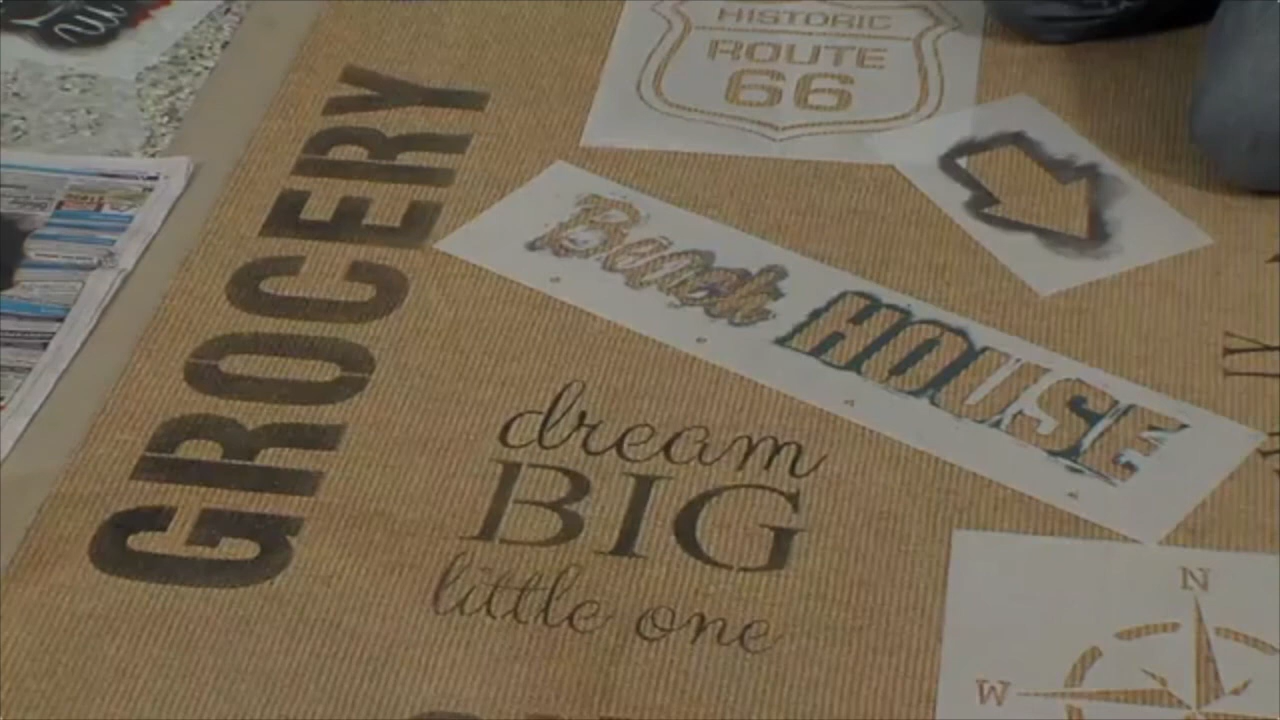 HISTORIC
ROUTE
66
GROCERY
Beach HOUSE
dream
BIG
little one
N
W